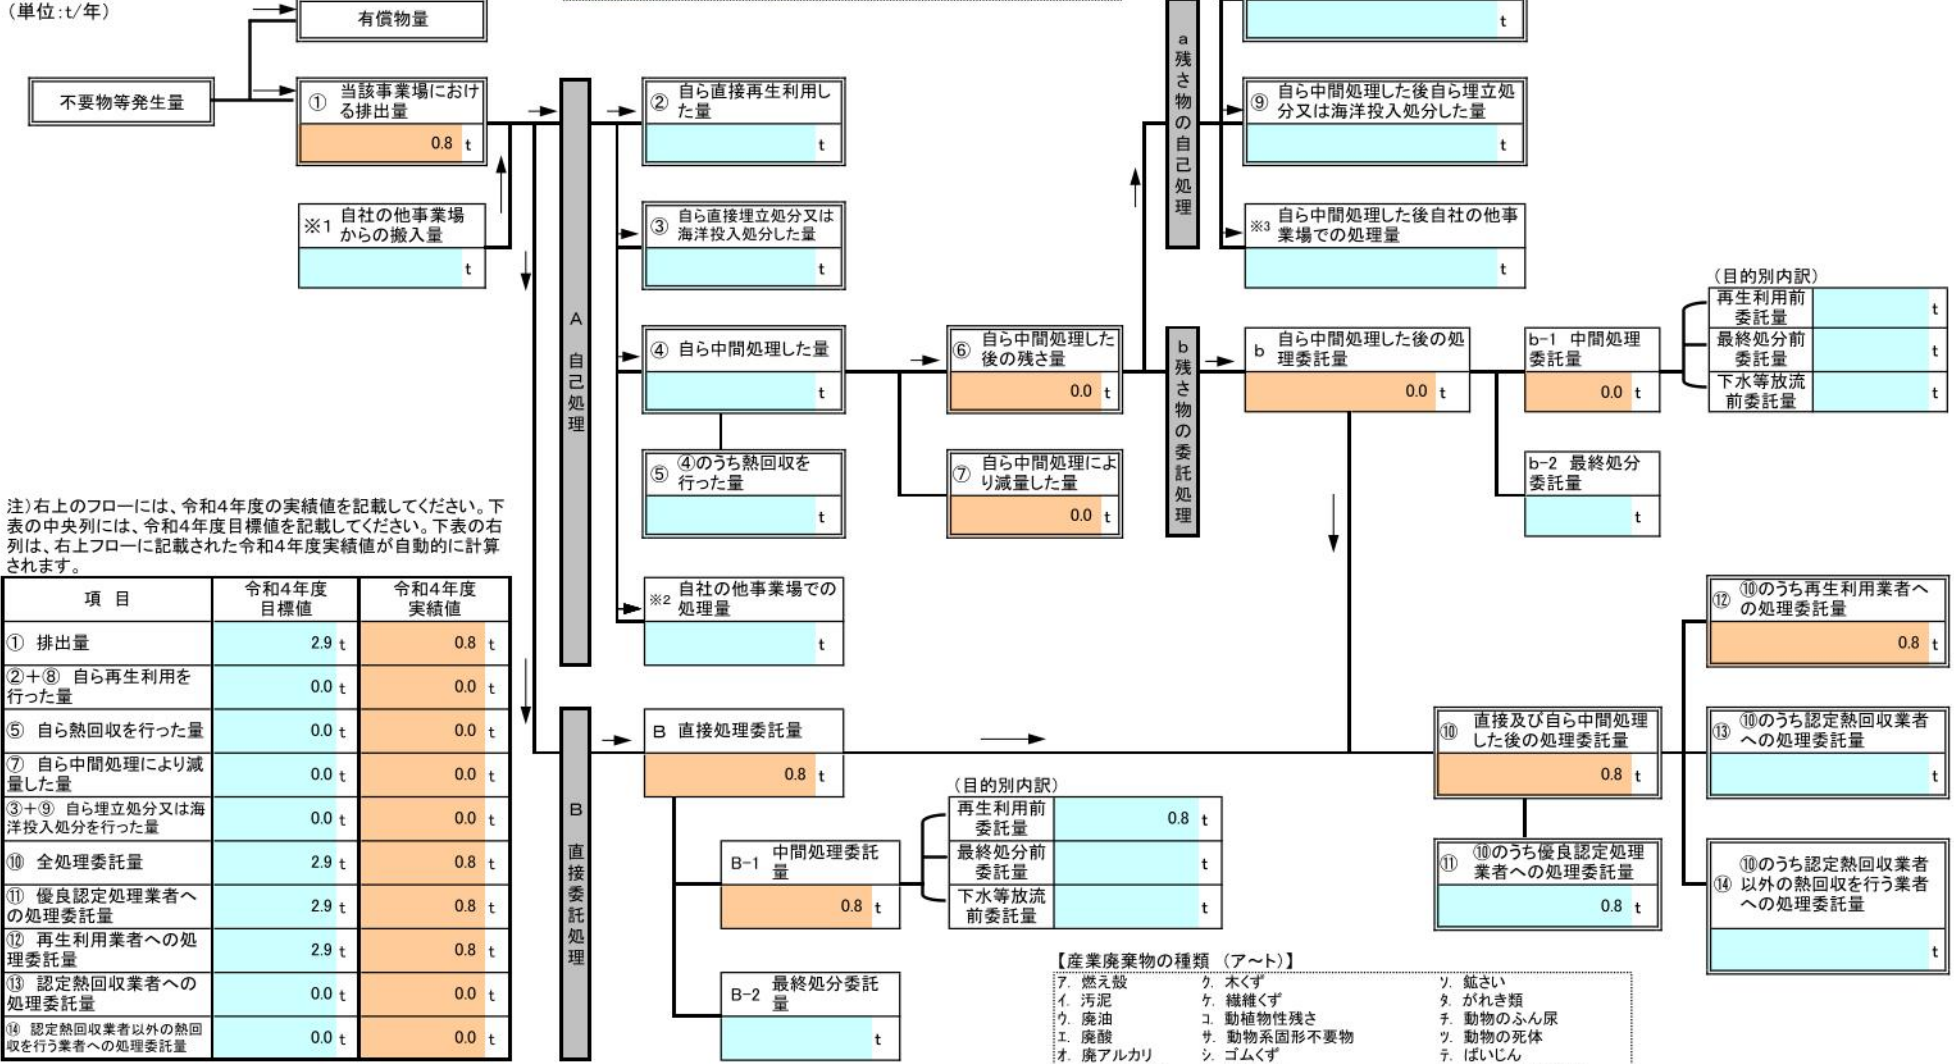 (単位:t/年)
有償物量
不要物等発生量
① 当該事業場におけ
る排出量
0.8 t
※1 自社の他事業場
からの搬入量
t
A 自己処理
② 自ら直接再生利用し
た量
t
③ 自ら直接埋立処分又は
海洋投入処分した量
t
④ 自ら中間処理した量
t
⑤ ④のうち熱回収を
行った量
t
※2 自社の他事業場での
処理量
t
⑥ 自ら中間処理した
後の残さ量
0.0 t
⑦ 自ら中間処理によ
り減量した量
0.0 t
a 残さ物の自己処理
t
⑨ 自ら中間処理した後自ら埋立処
分又は海洋投入処分した量
t
※3 自ら中間処理した後自社の他事
業場での処理量
t
b 残さ物の委託処理
b 自ら中間処理した後の処
理委託量
0.0 t
b-1 中間処理
委託量
0.0 t
b-2 最終処分
委託量
t
(目的別内訳)
再生利用前
委託量
t
最終処分前
委託量
t
下水等放流
前委託量
t
注)右上のフローには、令和4年度の実績値を記載してください。下
表の中央列には、令和4年度目標値を記載してください。下表の右
列は、右上フローに記載された令和4年度実績値が自動的に計算
されます。
項 目
令和4年度
目標値
令和4年度
実績値
① 排出量
2.9 t
0.8 t
②+⑧ 自ら再生利用を
行った量
0.0 t
0.0 t
⑤ 自ら熱回収を行った量
0.0 t
0.0 t
⑦ 自ら中間処理により減
量した量
0.0 t
0.0 t
③+⑨ 自ら埋立処分又は海
洋投入処分を行った量
0.0 t
0.0 t
⑩ 全処理委託量
2.9 t
0.8 t
⑪ 優良認定処理業者へ
の処理委託量
2.9 t
0.8 t
⑫ 再生利用業者への処
理委託量
2.9 t
0.8 t
⑬ 認定熱回収業者への
処理委託量
0.0 t
0.0 t
⑭ 認定熱回収業者以外の熱回
収を行う業者への処理委託量
0.0 t
0.0 t
B 直接委託処理
B 直接処理委託量
0.8 t
B-1 中間処理委託
量
0.8 t
B-2 最終処分委託
量
t
(目的別内訳)
再生利用前
委託量
0.8 t
最終処分前
委託量
t
下水等放流
前委託量
t
⑩ 直接及び自ら中間処理
した後の処理委託量
0.8 t
⑪ ⑩のうち優良認定処理
業者への処理委託量
0.8 t
⑫ ⑩のうち再生利用業者へ
の処理委託量
0.8 t
⑬ ⑩のうち認定熱回収業者
への処理委託量
t
⑭ ⑩のうち認定熱回収業者
以外の熱回収を行う業者
への処理委託量
t
【産業廃棄物の種類 (ア~ト)】
ア. 燃え殻 ク. 木くず ソ. 鉱さい
イ. 汚泥 ケ. 繊維くず タ. がれき類
ウ. 廃油 コ. 動植物性残さ チ. 動物のふん尿
エ. 廃酸 サ. 動物系固形不要物 ツ. 動物の死体
オ. 廃アルカリ シ. ゴムくず テ. ばいじん